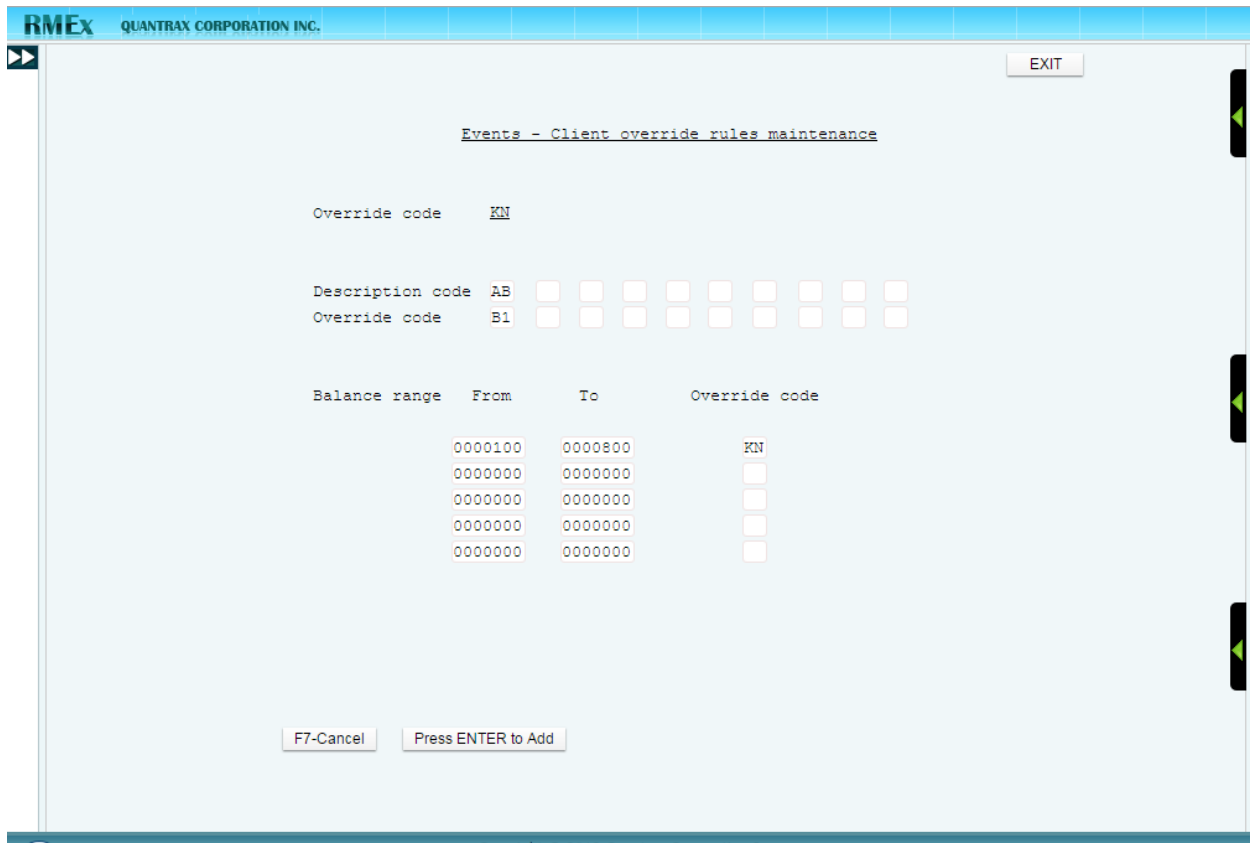 RMEx QUANTRAX CORPORATION INC.
EXIT
Events - Client override rules maintenance
Override code KN
Description code AB
Override code B1
Balance range From To Override code
0000100 0000800 KN
0000000 0000000
0000000 0000000
0000000 0000000
0000000 0000000
F7-Cancel Press ENTER to Add